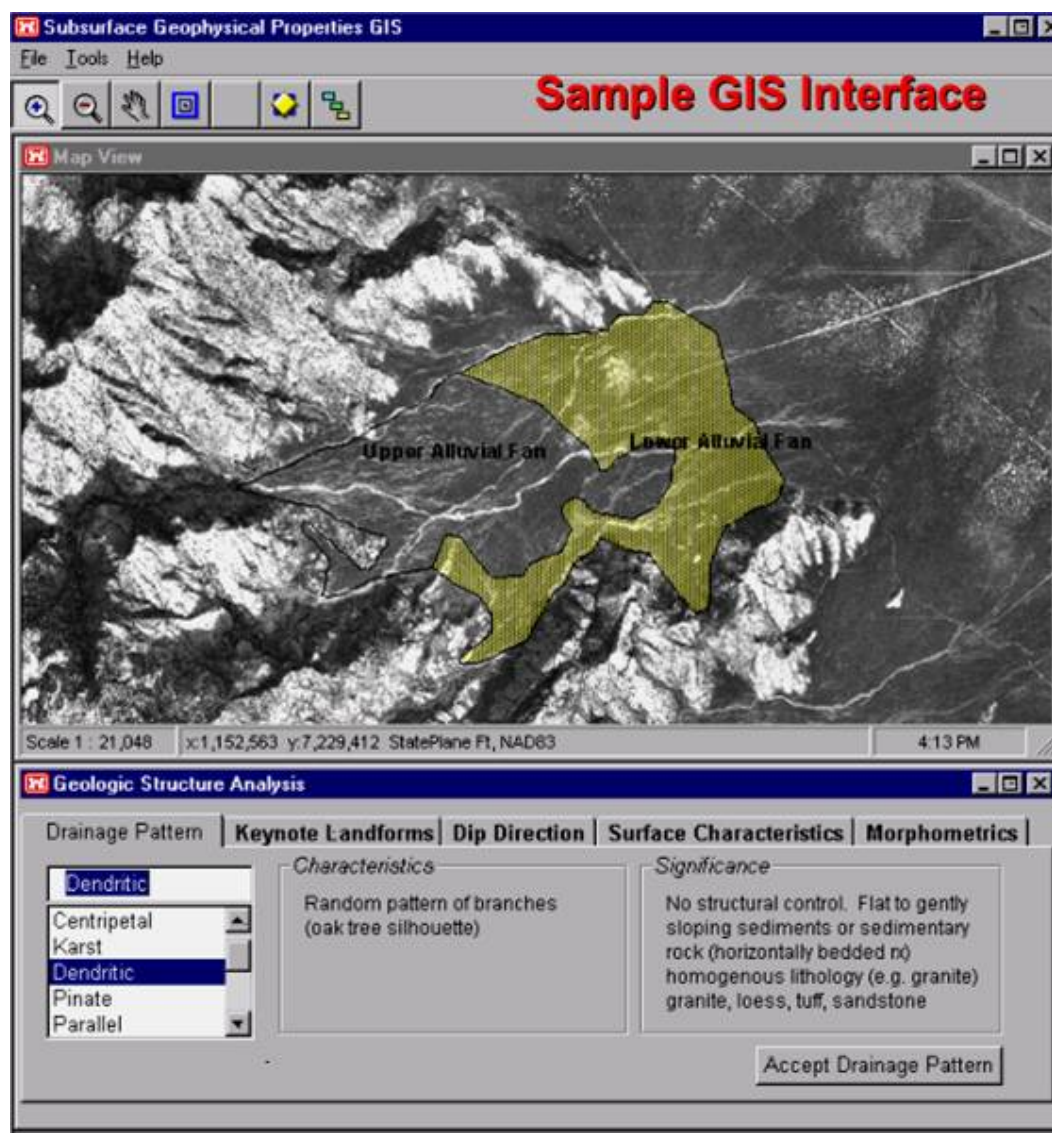 Subsurface Geophysical Properties GIS
File Tools Help
Sample GIS Interface
Map View
Upper Alluvial Fan
Lower Alluvial Fan
Scale 1 : 21,048 x:1,152,563 y:7,229,412 StatePlane Ft, NAD83 4:13 PM
Geologic Structure Analysis
Drainage Pattern Keynote Landforms Dip Direction Surface Characteristics Morphometrics
Dendritic
Centripetal
Karst
Dendritic
Pinate
Parallel
Characteristics
Random pattern of branches
(oak tree silhouette)
Significance
No structural control. Flat to gently
sloping sediments or sedimentary
rock (horizontally bedded rx)
homogenous lithology (e.g. granite)
granite, loess, tuff, sandstone
Accept Drainage Pattern